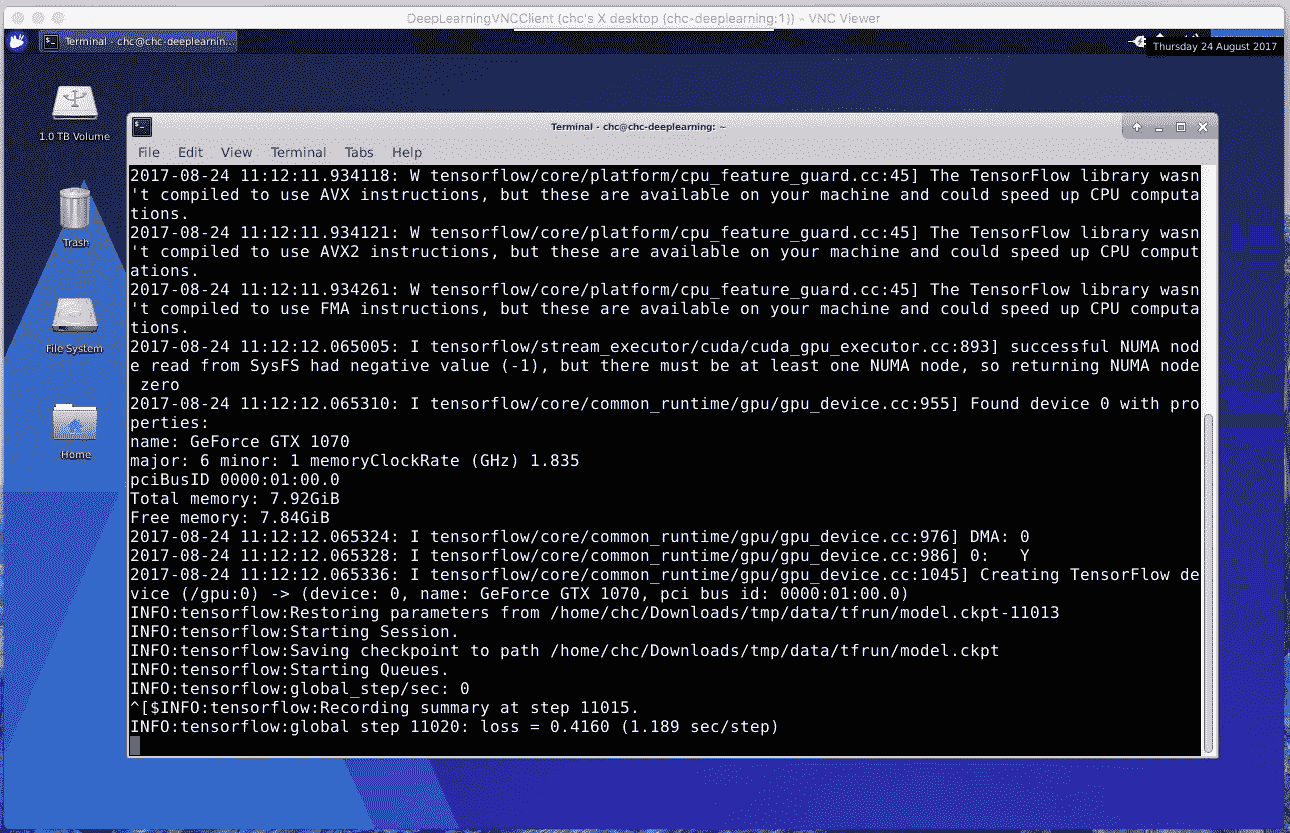 DeepLearningVNCClient (chc's X desktop (chc-deeplearning:1)) - VNC Viewer
Terminal - chc@chc-deeplearnin...
Thursday 24 August 2017
1.0 TB Volume
Trash
File System
Home
Terminal - chc@chc-deeplearning: ~
File Edit View Terminal Tabs Help
2017-08-24 11:12:11.934118: W tensorflow/core/platform/cpu_feature_guard.cc:45] The TensorFlow library wasn
't compiled to use AVX instructions, but these are available on your machine and could speed up CPU computa
tions.
2017-08-24 11:12:11.934121: W tensorflow/core/platform/cpu_feature_guard.cc:45] The TensorFlow library wasn
't compiled to use AVX2 instructions, but these are available on your machine and could speed up CPU comput
ations.
2017-08-24 11:12:11.934261: W tensorflow/core/platform/cpu_feature_guard.cc:45] The TensorFlow library wasn
't compiled to use FMA instructions, but these are available on your machine and could speed up CPU computa
tions.
2017-08-24 11:12:12.065005: I tensorflow/stream_executor/cuda/cuda_gpu_executor.cc:893] successful NUMA nod
e read from SysFS had negative value (-1), but there must be at least one NUMA node, so returning NUMA node
 zero
2017-08-24 11:12:12.065310: I tensorflow/core/common_runtime/gpu/gpu_device.cc:955] Found device 0 with pro
perties:
name: GeForce GTX 1070
major: 6 minor: 1 memoryClockRate (GHz) 1.835
pciBusID 0000:01:00.0
Total memory: 7.92GiB
Free memory: 7.84GiB
2017-08-24 11:12:12.065324: I tensorflow/core/common_runtime/gpu/gpu_device.cc:976] DMA: 0
2017-08-24 11:12:12.065328: I tensorflow/core/common_runtime/gpu/gpu_device.cc:986] 0:   Y
2017-08-24 11:12:12.065336: I tensorflow/core/common_runtime/gpu/gpu_device.cc:1045] Creating TensorFlow de
vice (/gpu:0) -> (device: 0, name: GeForce GTX 1070, pci bus id: 0000:01:00.0)
INFO:tensorflow:Restoring parameters from /home/chc/Downloads/tmp/data/tfrun/model.ckpt-11013
INFO:tensorflow:Starting Session.
INFO:tensorflow:Saving checkpoint to path /home/chc/Downloads/tmp/data/tfrun/model.ckpt
INFO:tensorflow:Starting Queues.
INFO:tensorflow:global_step/sec: 0
^[$INFO:tensorflow:Recording summary at step 11015.
INFO:tensorflow:global step 11020: loss = 0.4160 (1.189 sec/step)